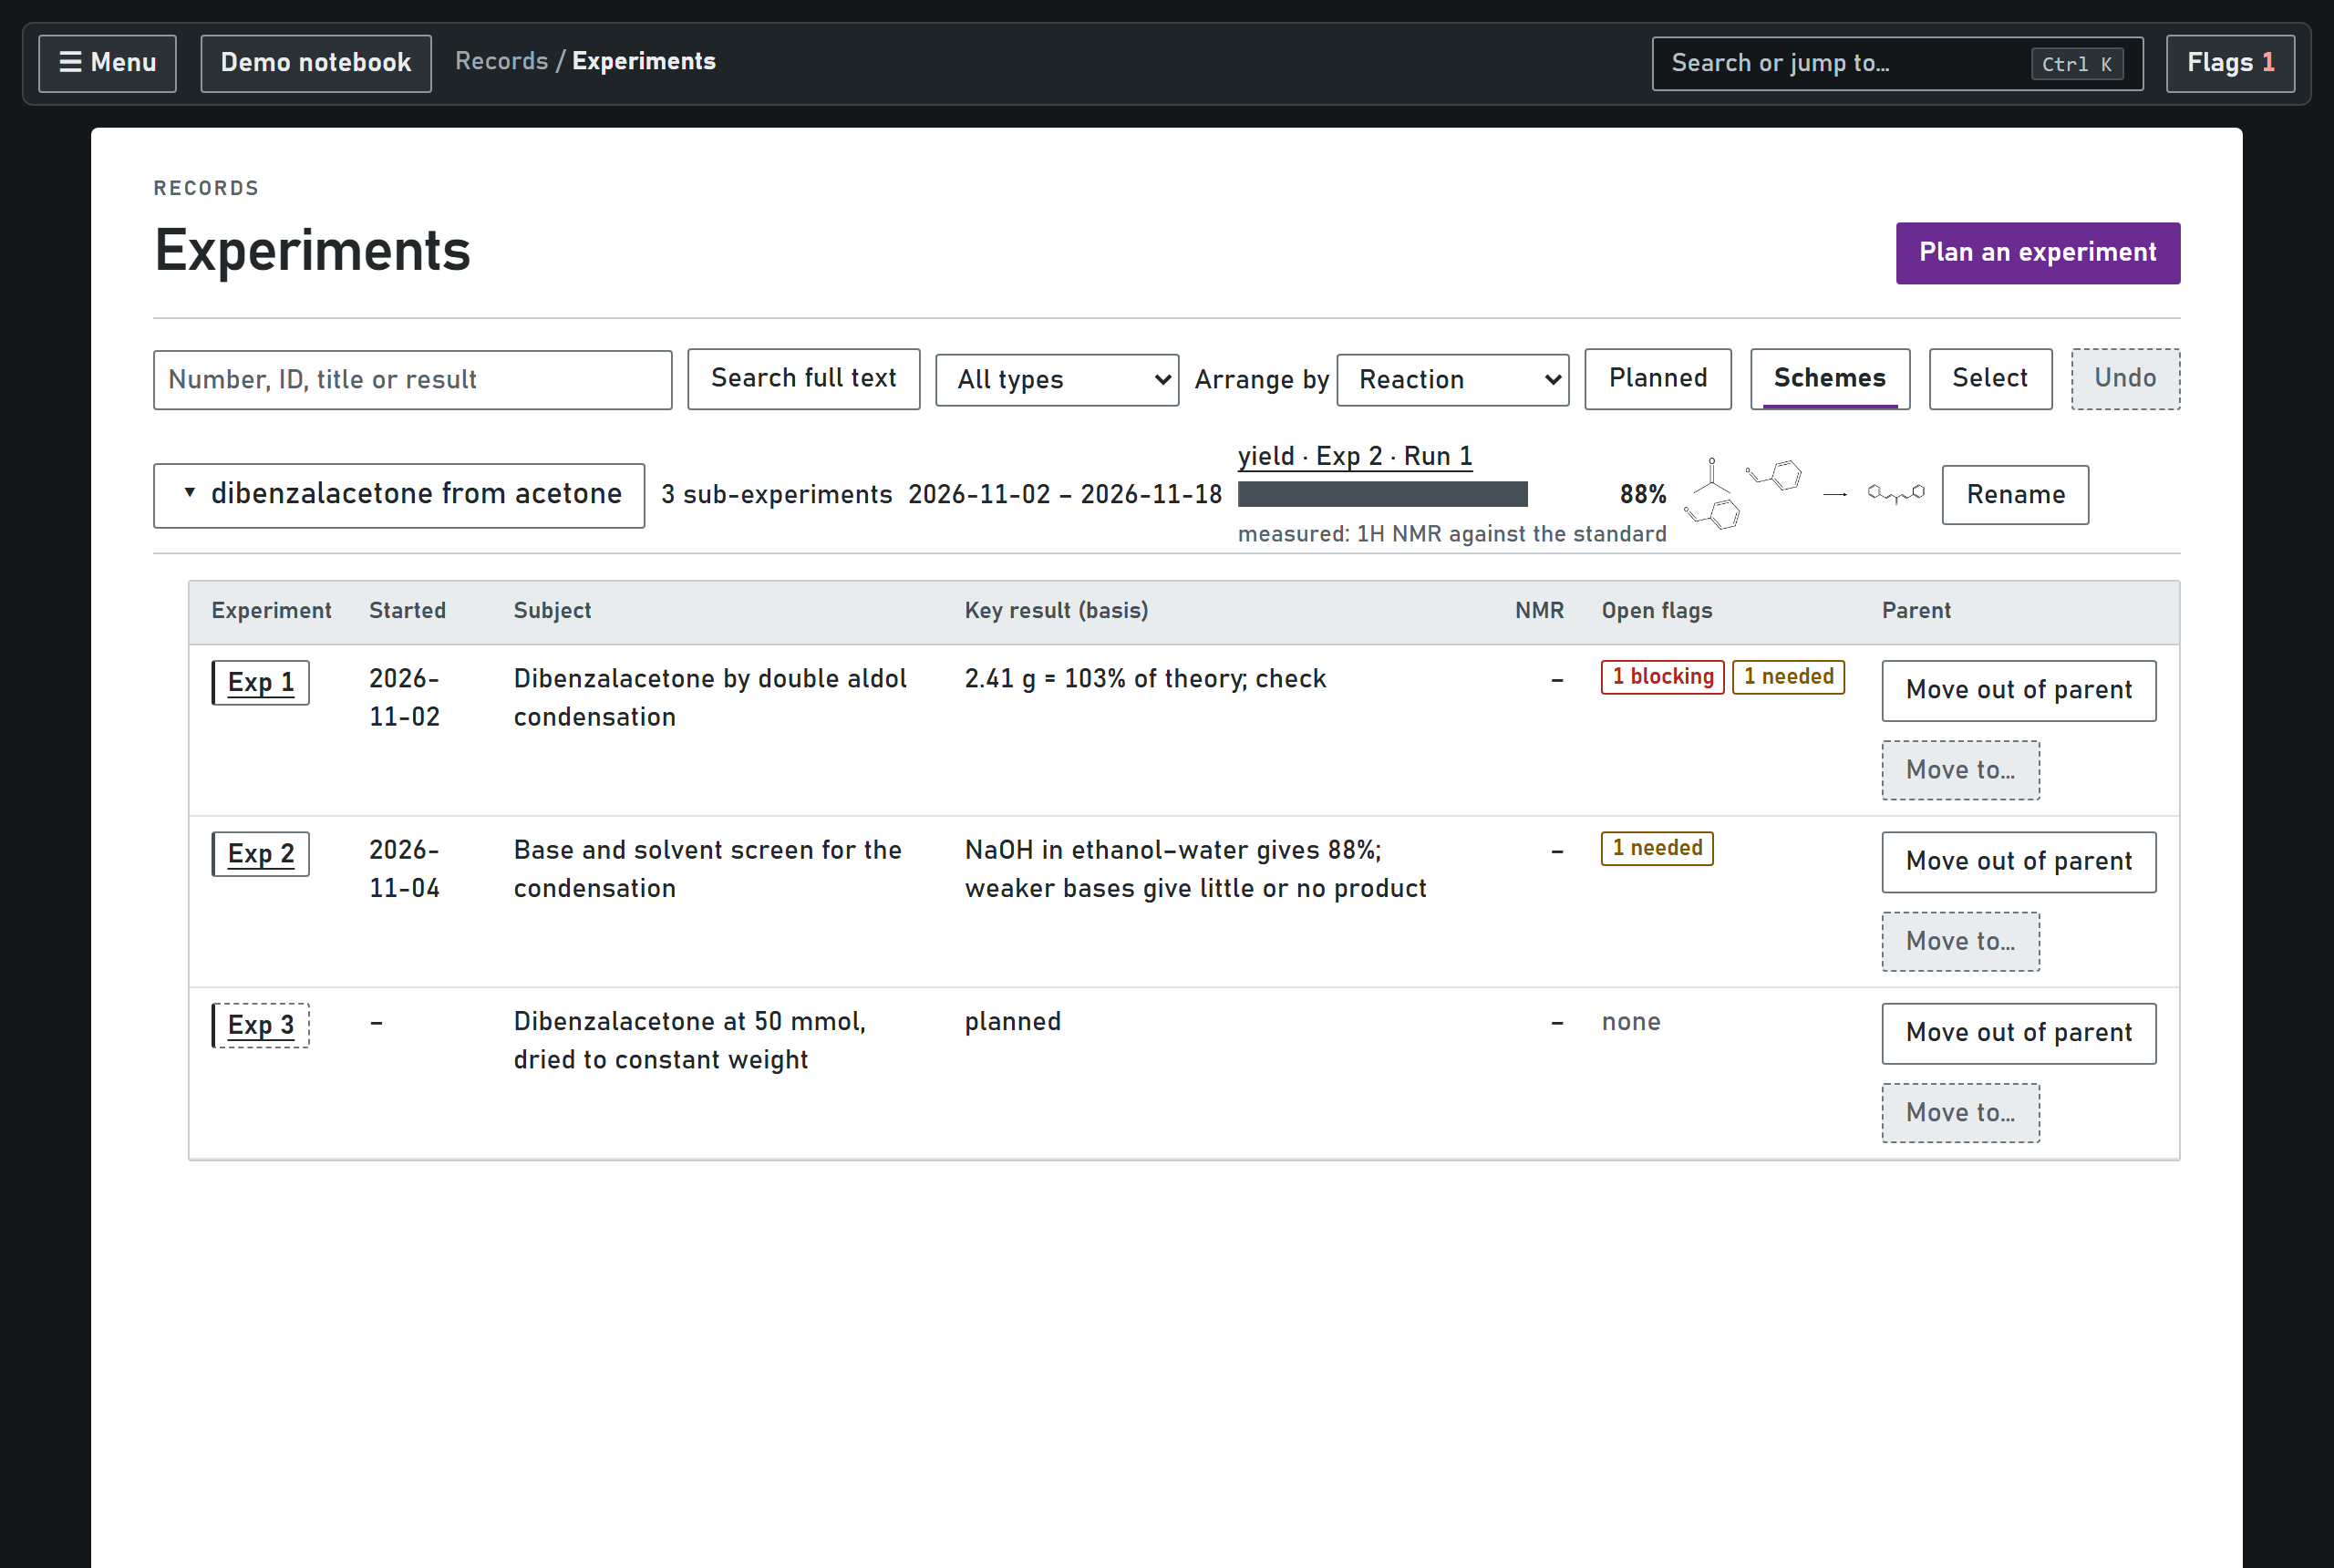 ☰ Menu
Demo notebook
Records / Experiments
Search or jump to…
Ctrl K
Flags 1
RECORDS
Experiments
Plan an experiment
Number, ID, title or result
Search full text
All types
Arrange by
Reaction
Planned
Schemes
Select
Undo
▼ dibenzalacetone from acetone
3 sub-experiments
2026-11-02 – 2026-11-18
yield · Exp 2 · Run 1
88%
measured: 1H NMR against the standard
Rename
Experiment
Started
Subject
Key result (basis)
NMR
Open flags
Parent
Exp 1
2026-
11-02
Dibenzalacetone by double aldol
condensation
2.41 g = 103% of theory; check
–
1 blocking
1 needed
Move out of parent
Move to…
Exp 2
2026-
11-04
Base and solvent screen for the
condensation
NaOH in ethanol–water gives 88%;
weaker bases give little or no product
–
1 needed
Move out of parent
Move to…
Exp 3
–
Dibenzalacetone at 50 mmol,
dried to constant weight
planned
–
none
Move out of parent
Move to…